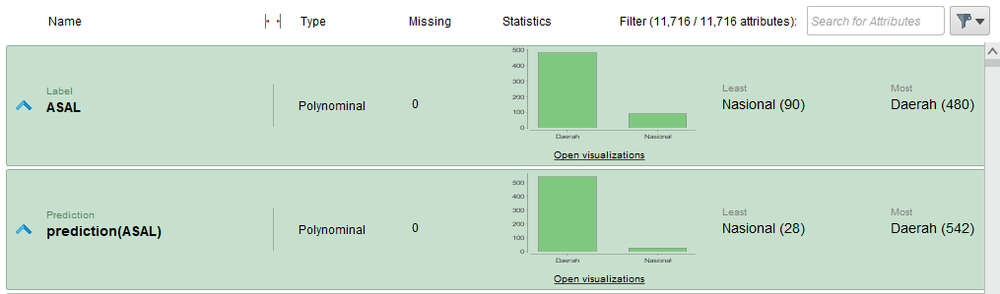 Name Type Missing Statistics Filter (11,716 / 11,716 attributes): Search for Attributes
Label
ASAL
Polynominal
0
500
400
300
200
100
0
Daerah Nasional
Open visualizations
Least
Nasional (90)
Most
Daerah (480)
Prediction
prediction(ASAL)
Polynominal
0
500
400
300
200
100
0
Daerah Nasional
Open visualizations
Least
Nasional (28)
Most
Daerah (542)